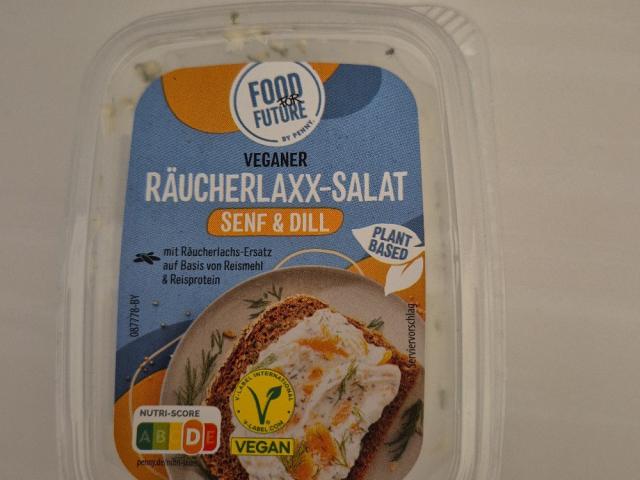 FOOD
FOR
FUTURE
BY PENNY.
VEGANER
RÄUCHERLAXX-SALAT
SENF & DILL
PLANT
BASED
mit Räucherlachs-Ersatz
auf Basis von Reismehl
& Reisprotein
087778-BY
Serviervorschlag
V-LABEL INTERNATIONAL
V-LABEL.COM
VEGAN
NUTRI-SCORE
A B C D E